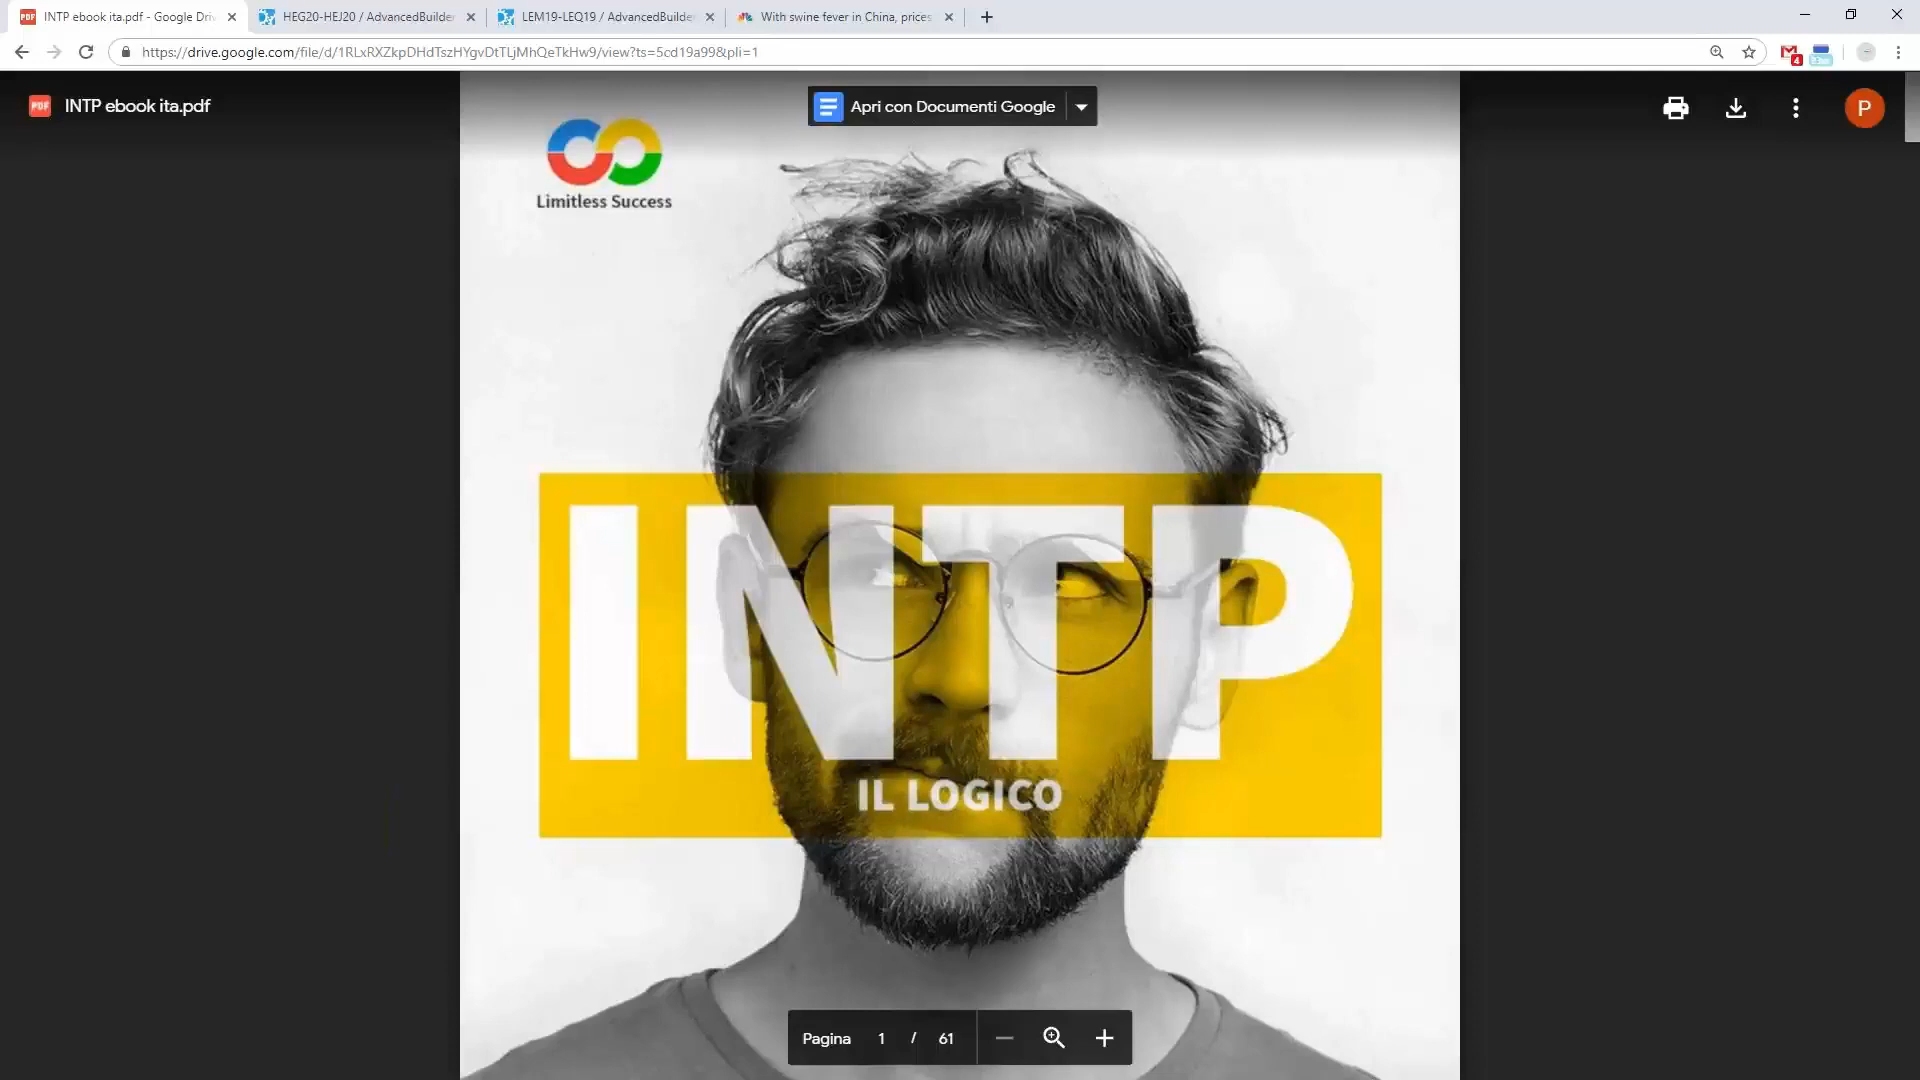 INTP ebook ita.pdf - Google Dri
HEG20-HEJ20 / AdvancedBuilder
LEM19-LEQ19 / AdvancedBuilder
With swine fever in China, prices
https://drive.google.com/file/d/1RLxRXZkpDHdTszHYgvDtTLjMhQeTkHw9/view?ts=5cd19a99&pli=1
4
PDF
INTP ebook ita.pdf
Apri con Documenti Google
P
Limitless Success
INTP
IL LOGICO
Pagina 1 / 61